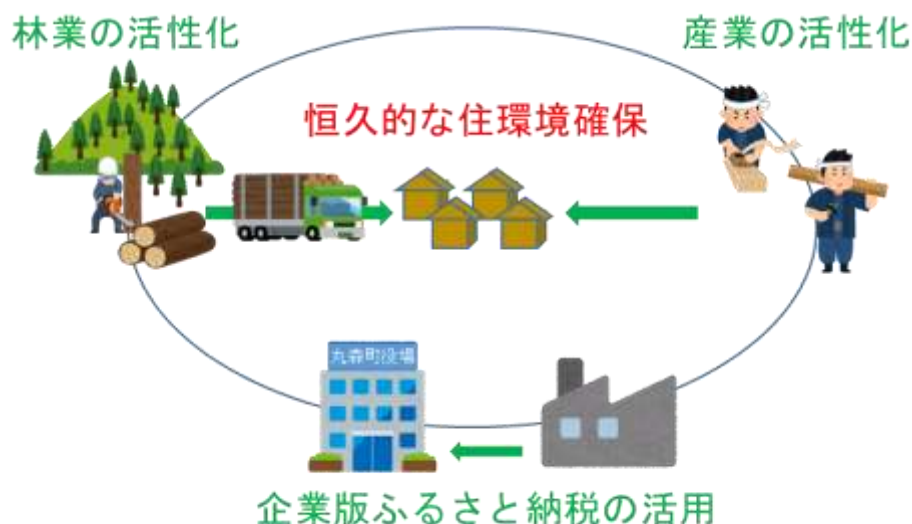 林業の活性化
産業の活性化
恒久的な住環境確保
丸森町役場
企業版ふるさと納税の活用